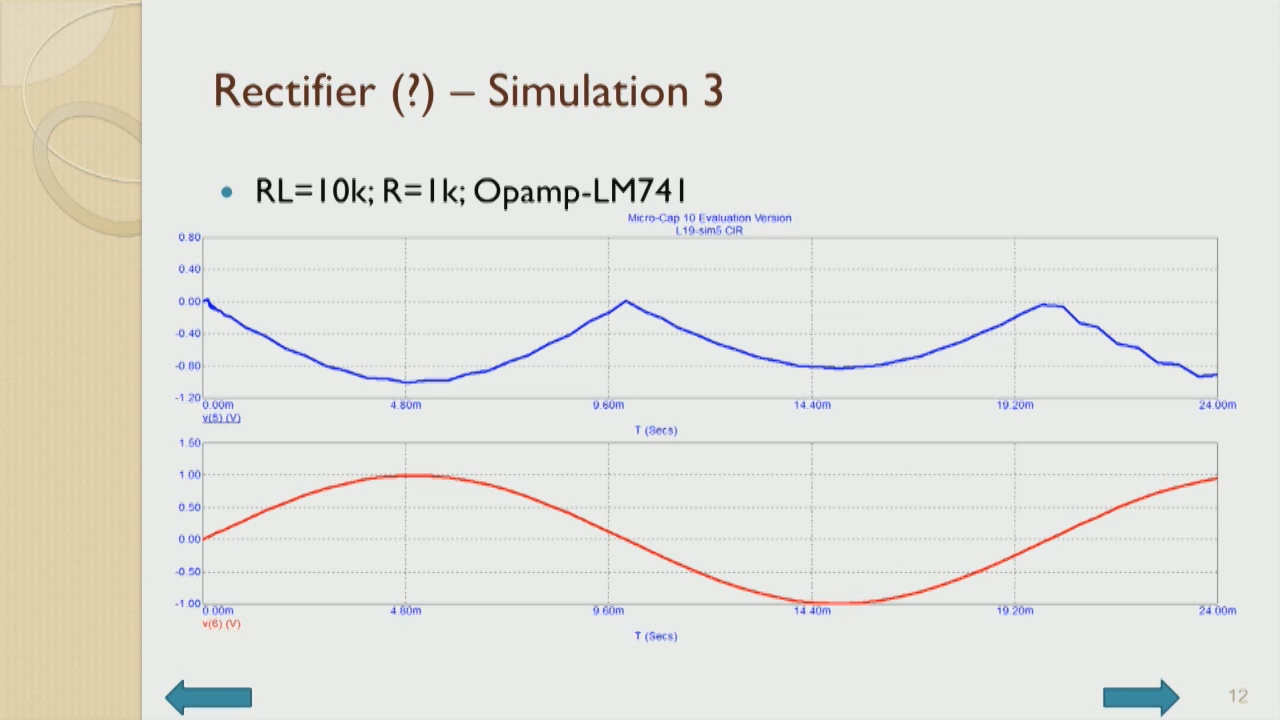 Rectifier (?) – Simulation 3
• RL=10k; R=1k; Opamp-LM741
Micro-Cap 10 Evaluation Version
L19-sim5.CIR
0.80
0.40
0.00
-0.40
-0.80
-1.20
0.00m 4.80m 9.60m 14.40m 19.20m 24.00m
v(5) (V)
T (Secs)
1.50
1.00
0.50
0.00
-0.50
-1.00
0.00m 4.80m 9.60m 14.40m 19.20m 24.00m
v(6) (V)
T (Secs)
12